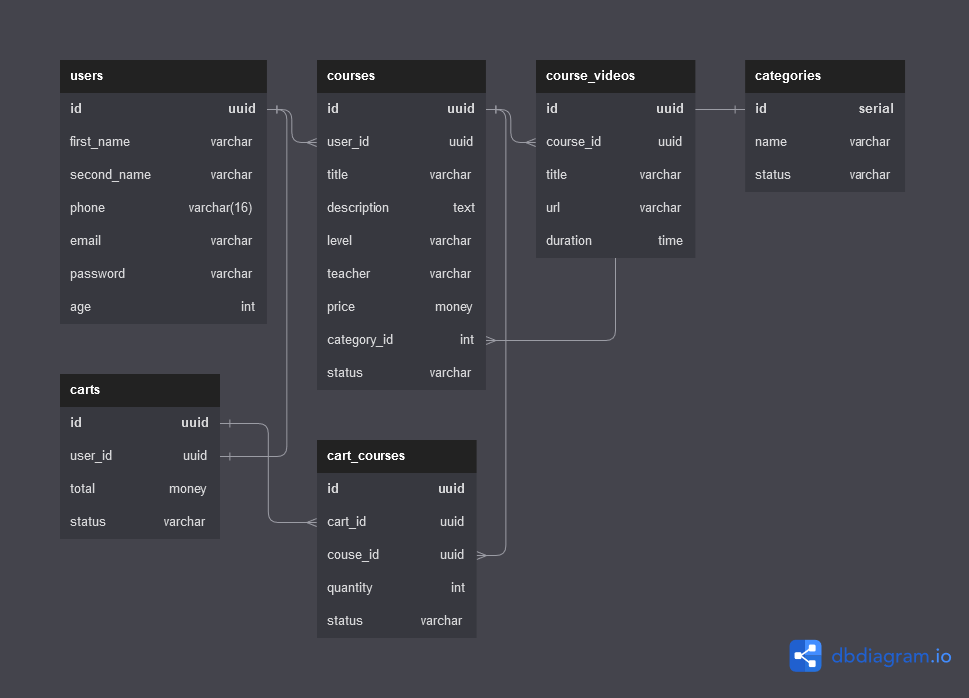 users
id uuid
first_name varchar
second_name varchar
phone varchar(16)
email varchar
password varchar
age int
courses
id uuid
user_id uuid
title varchar
description text
level varchar
teacher varchar
price money
category_id int
status varchar
course_videos
id uuid
course_id uuid
title varchar
url varchar
duration time
categories
id serial
name varchar
status varchar
carts
id uuid
user_id uuid
total money
status varchar
cart_courses
id uuid
cart_id uuid
couse_id uuid
quantity int
status varchar
dbdiagram.io